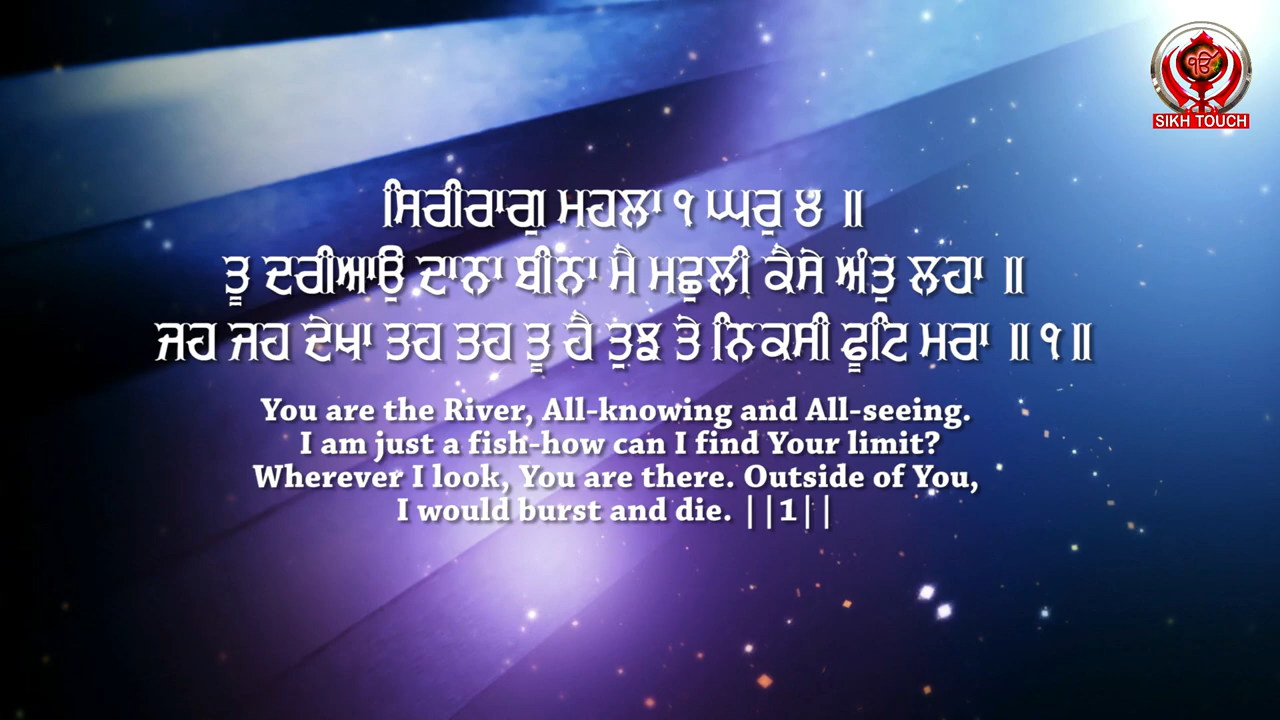 ੴ
SIKH TOUCH
ਸਿਰੀਰਾਗੁ ਮਹਲਾ ੧ ਘਰੁ ੪ ॥
ਤੂ ਦਰੀਆਉ ਦਾਨਾ ਬੀਨਾ ਮੈ ਮਛੁਲੀ ਕੈਸੇ ਅੰਤੁ ਲਹਾ ॥
ਜਹ ਜਹ ਦੇਖਾ ਤਹ ਤਹ ਤੂ ਹੈ ਤੁਝ ਤੇ ਨਿਕਸੀ ਫੂਟਿ ਮਰਾ ॥੧॥
You are the River, All-knowing and All-seeing.
I am just a fish-how can I find Your limit?
Wherever I look, You are there. Outside of You,
I would burst and die. ||1||